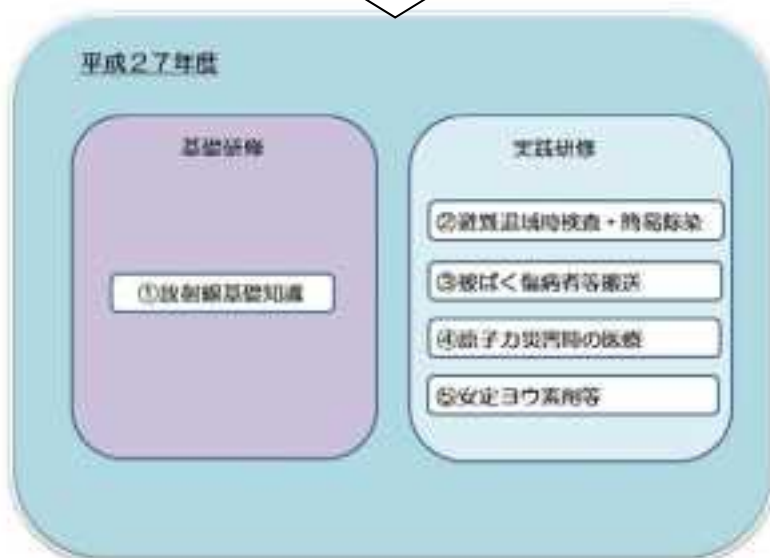 平成27年度
基礎研修
実践研修
①放射線基礎知識
②避難退域時検査・簡易除染
③被ばく傷病者等搬送
④原子力災害時の医療
⑤安定ヨウ素剤等